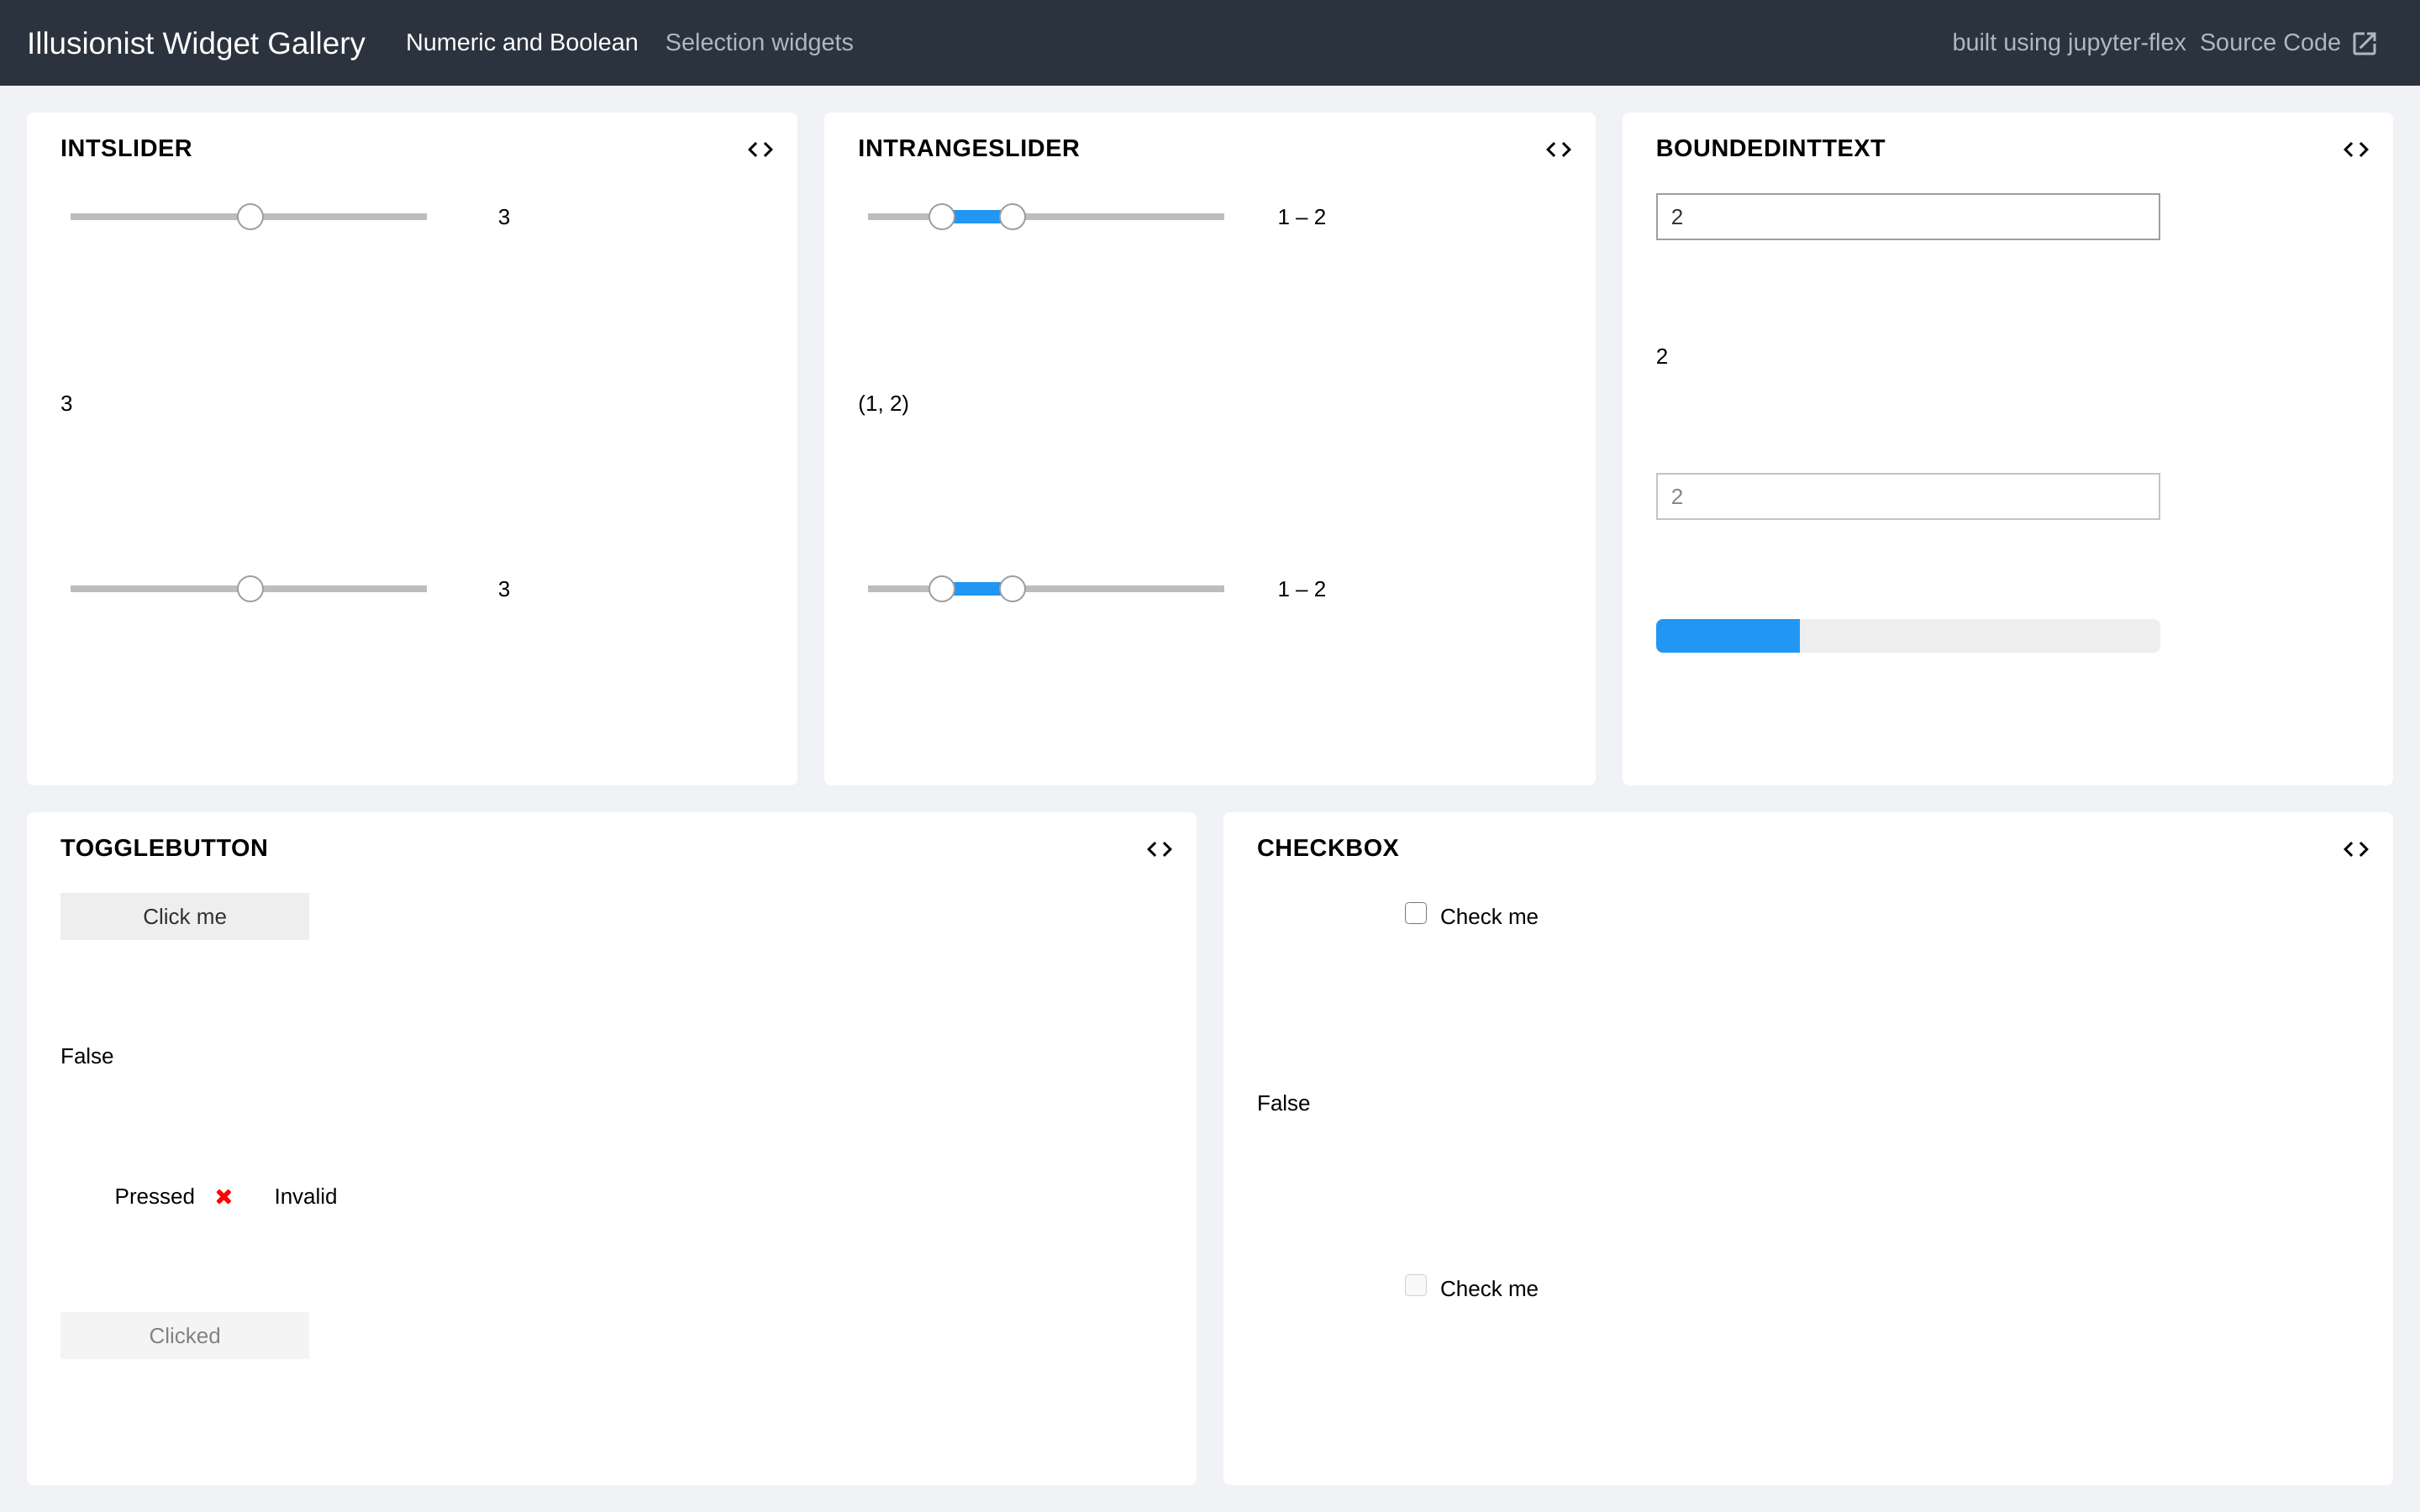 Illusionist Widget Gallery Numeric and Boolean Selection widgets built using jupyter-flex Source Code
INTSLIDER
3
3
3
INTRANGESLIDER
1 – 2
(1, 2)
1 – 2
BOUNDEDINTTEXT
2
2
2
TOGGLEBUTTON
Click me
False
Pressed ✖ Invalid
Clicked
CHECKBOX
Check me
False
Check me